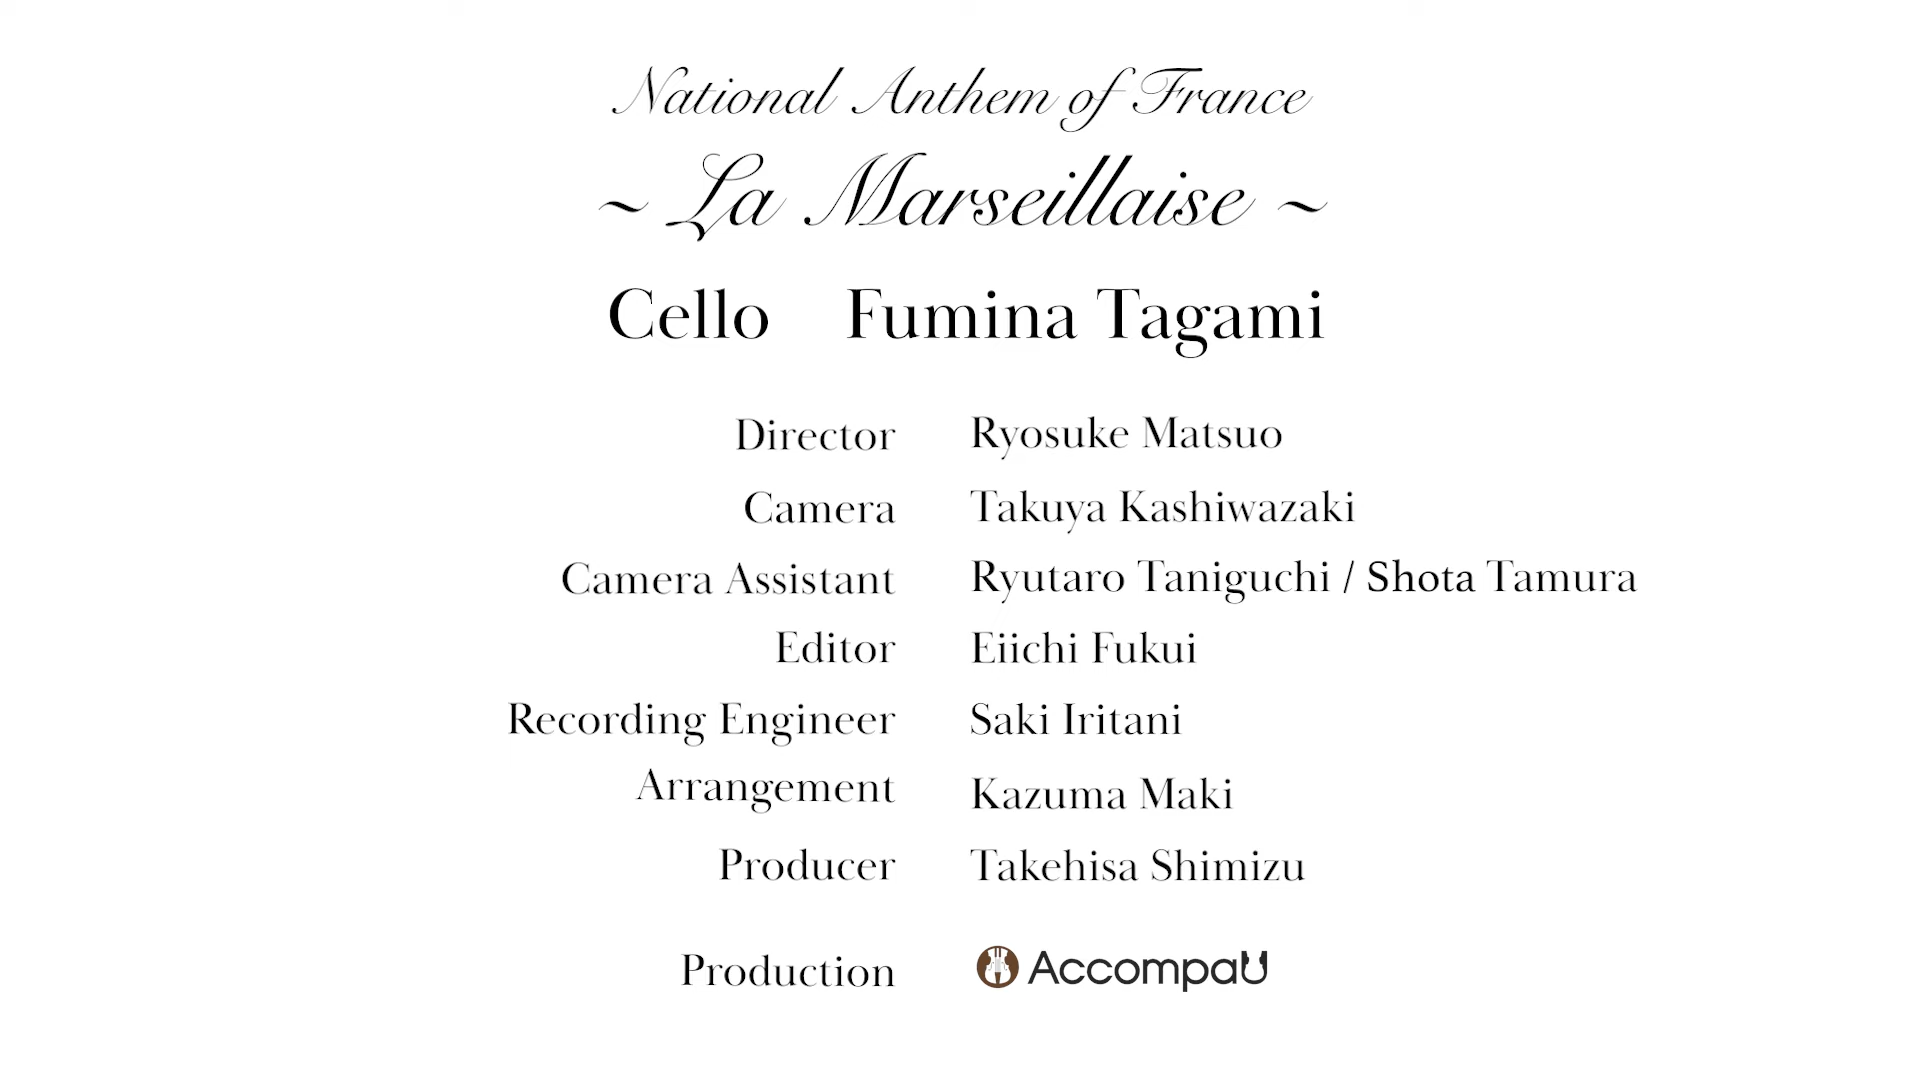 National Anthem of France
~ La Marseillaise ~
Cello Fumina Tagami
Director Ryosuke Matsuo
Camera Takuya Kashiwazaki
Camera Assistant Ryutaro Taniguchi / Shota Tamura
Editor Eiichi Fukui
Recording Engineer Saki Iritani
Arrangement Kazuma Maki
Producer Takehisa Shimizu
Production AccompaU